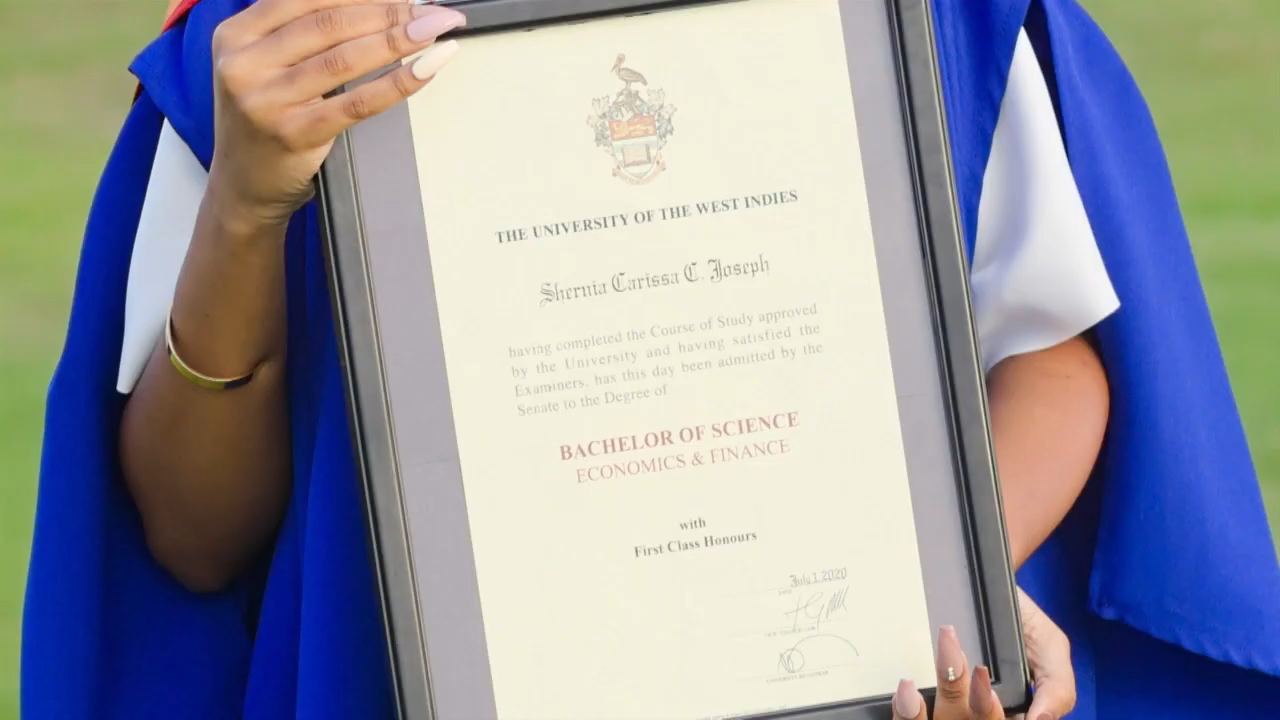 THE UNIVERSITY OF THE WEST INDIES
Shernia Carissa C. Joseph
having completed the Course of Study approved
by the University and having satisfied the
Examiners, has this day been admitted by the
Senate to the Degree of
BACHELOR OF SCIENCE
ECONOMICS & FINANCE
with
First Class Honours
July 1, 2020